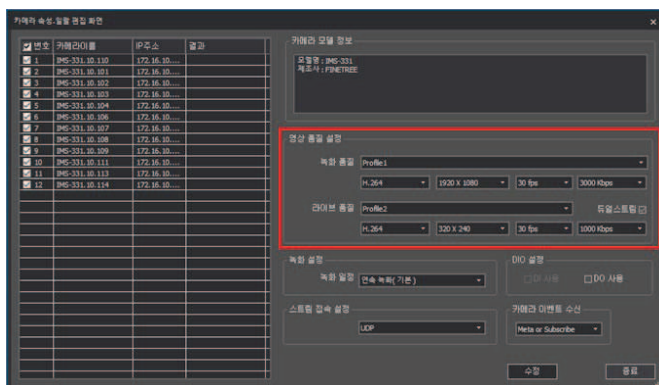 카메라 속성.일괄 편집 화면
번호 카메라이름 IP주소 결과
1 IMS-331.10.110 172.16.10....
2 IMS-331.10.101 172.16.10....
3 IMS-331.10.102 172.16.10....
4 IMS-331.10.103 172.16.10....
5 IMS-331.10.104 172.16.10....
6 IMS-331.10.106 172.16.10....
7 IMS-331.10.107 172.16.10....
8 IMS-331.10.108 172.16.10....
9 IMS-331.10.109 172.16.10....
10 IMS-331.10.111 172.16.10....
11 IMS-331.10.113 172.16.10....
12 IMS-331.10.114 172.16.10....
카메라 모델 정보
모델명 : IMS-331
제조사 : FINETREE
영상 품질 설정
녹화 품질 Profile1
H.264 1920 X 1080 30 fps 3000 Kbps
라이브 품질 Profile2 듀얼스트림
H.264 320 X 240 30 fps 1000 Kbps
녹화 설정
녹화 일정 연속 녹화( 기본 )
DIO 설정
DI 사용 DO 사용
스트림 접속 설정
UDP
카메라 이벤트 수신
Meta or Subscribe
수정 종료